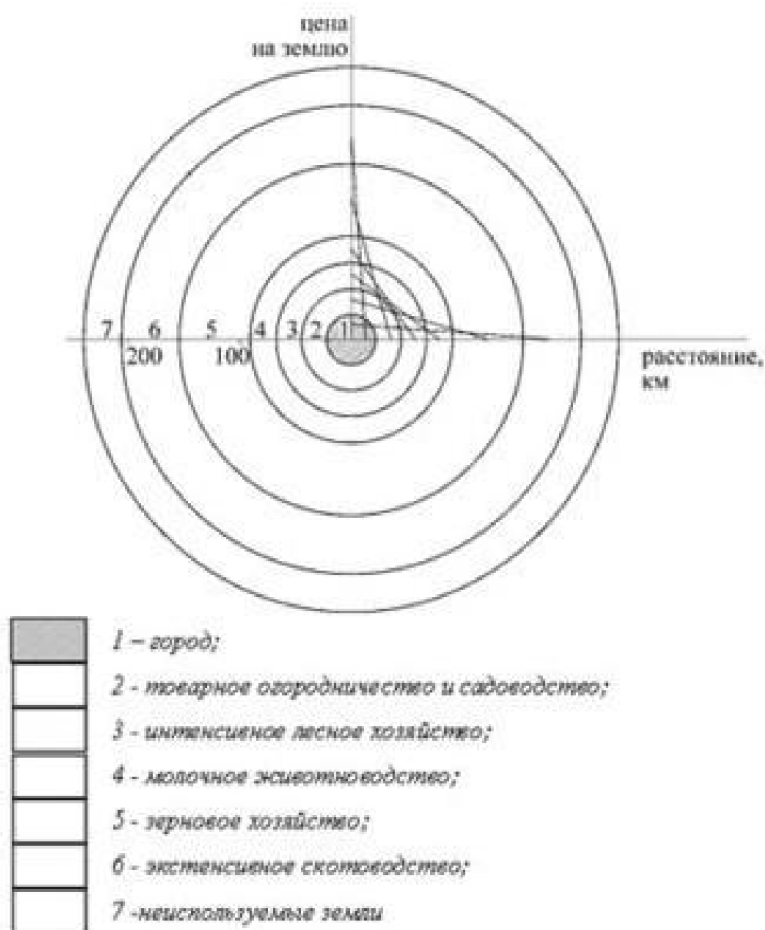 цена
на землю
7 6 5 4 3 2 1
200 100
расстояние,
км
1 – город;
2 - товарное огородничество и садоводство;
3 - интенсивное лесное хозяйство;
4 - молочное животноводство;
5 - зерновое хозяйство;
6 - экстенсивное скотоводство;
7 -неиспользуемые земли